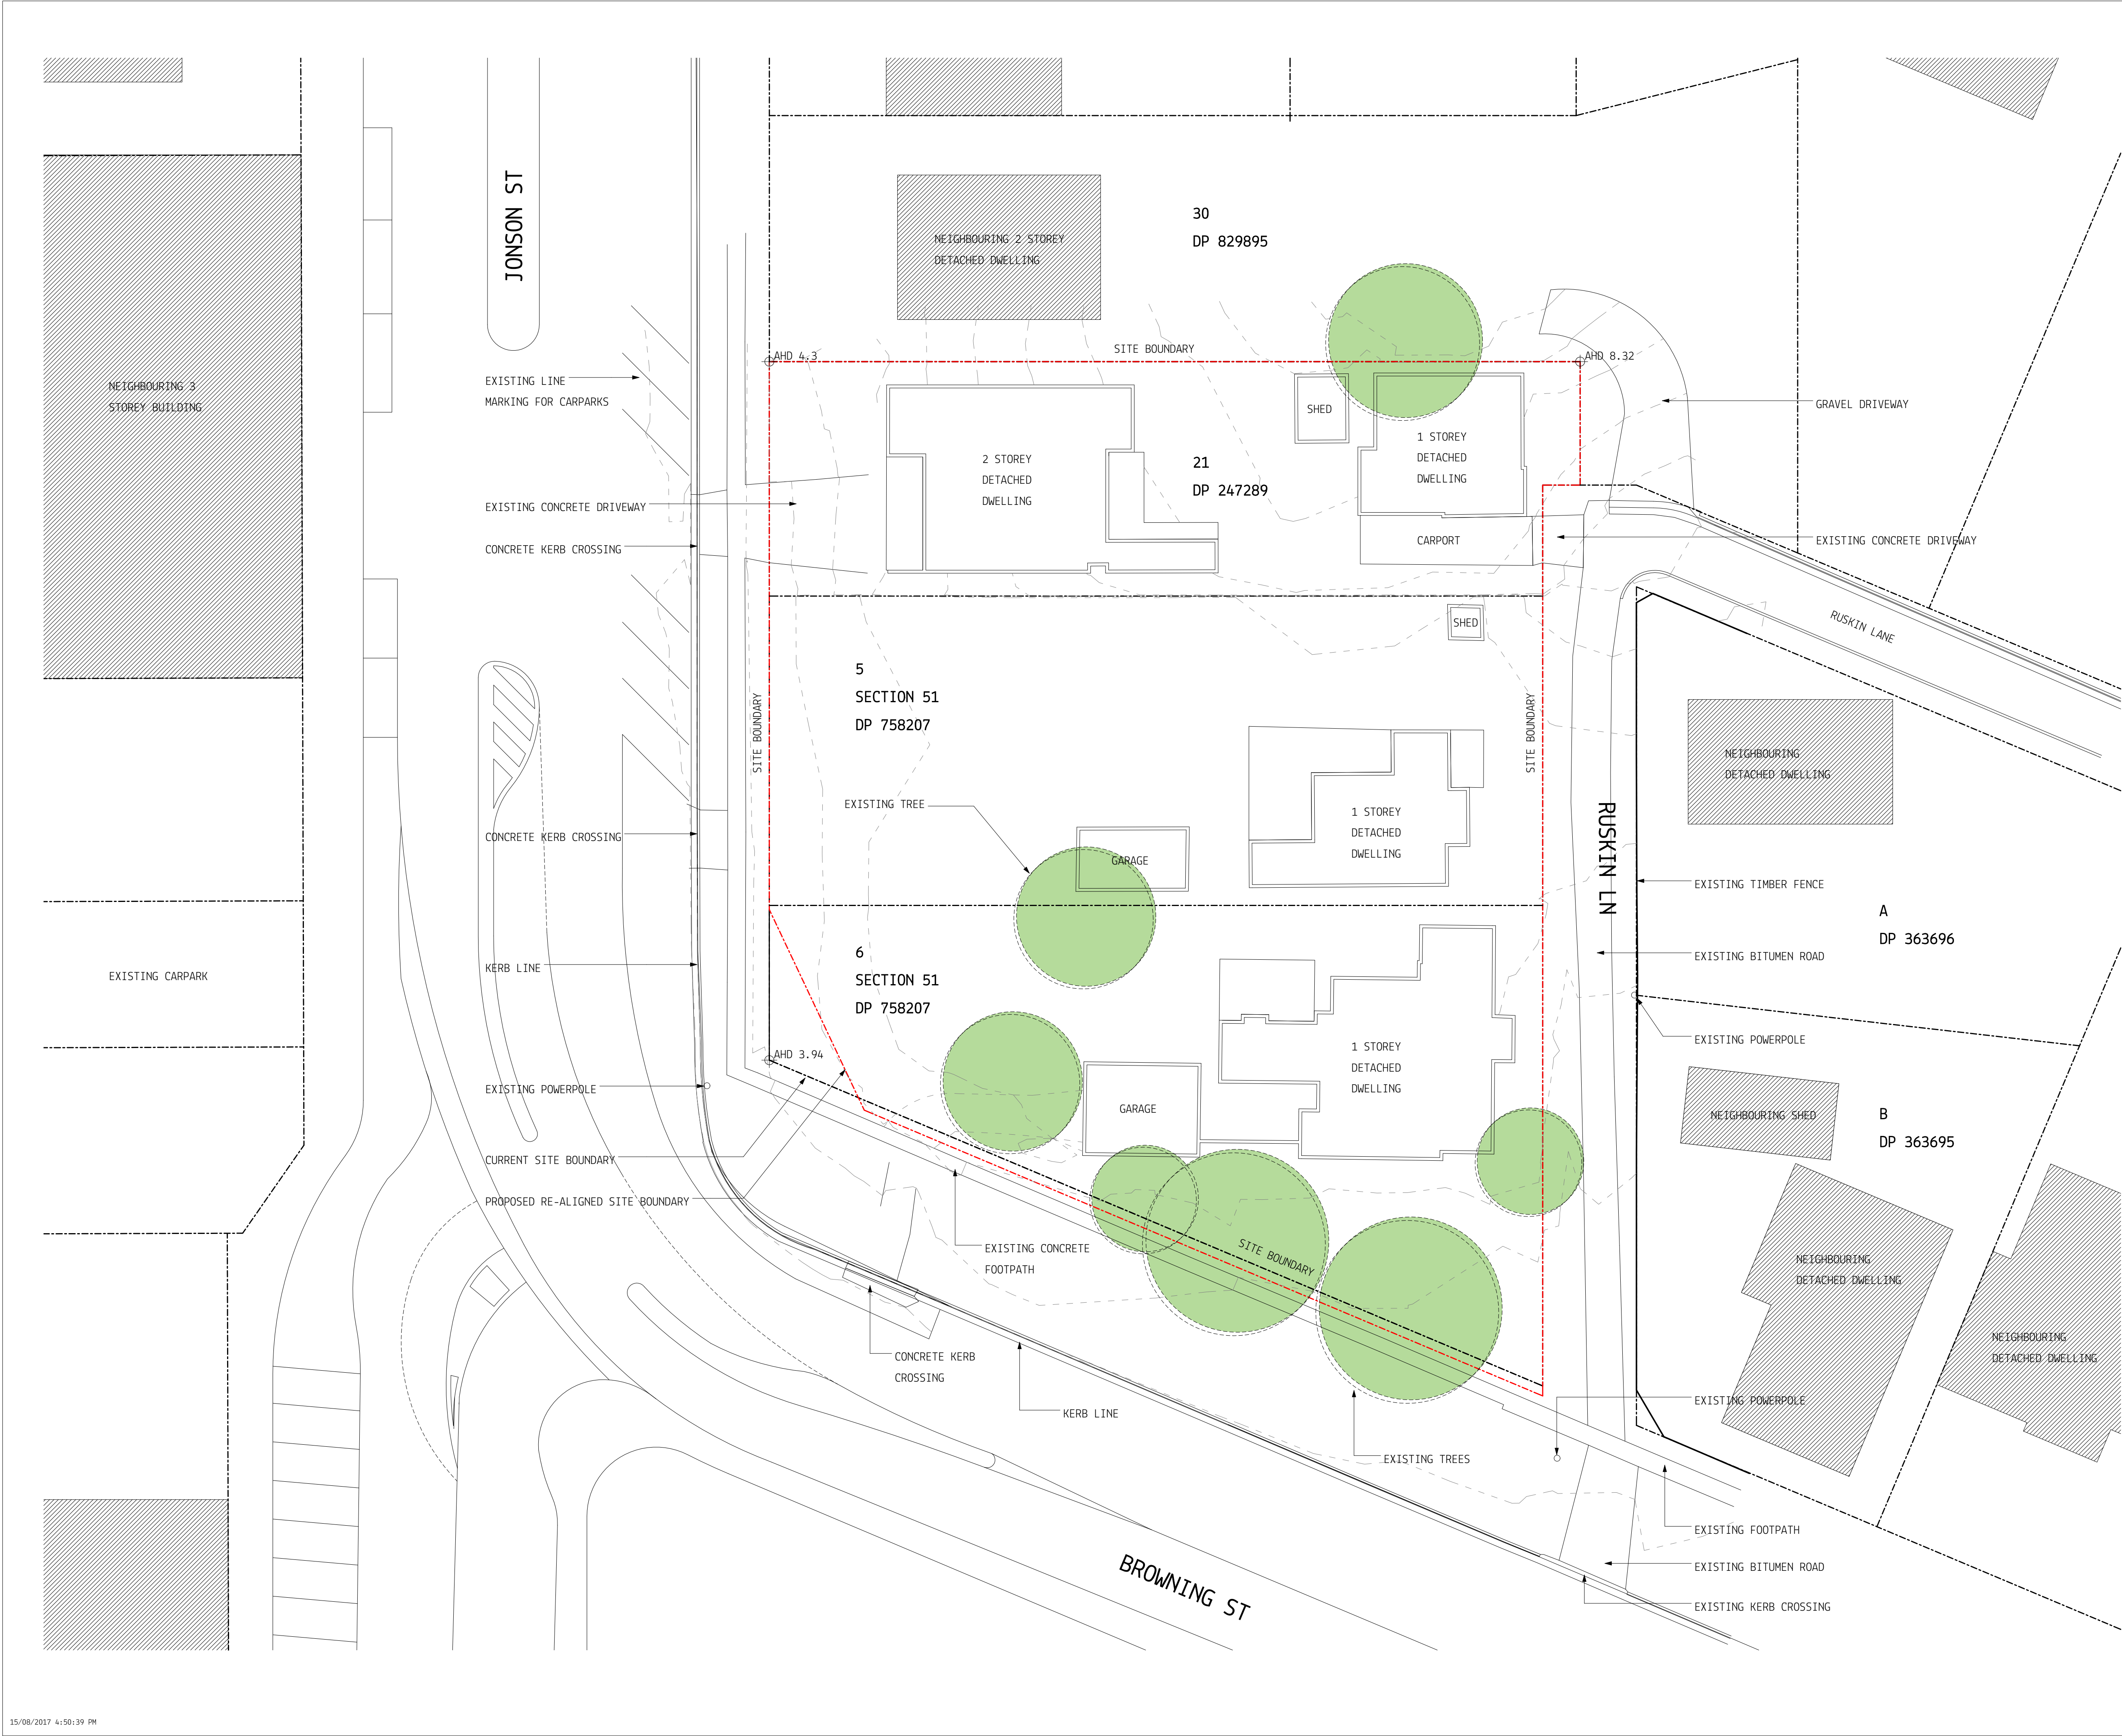 JONSON ST
NEIGHBOURING 3
STOREY BUILDING
EXISTING CARPARK
EXISTING LINE
MARKING FOR CARPARKS
EXISTING CONCRETE DRIVEWAY
CONCRETE KERB CROSSING
CONCRETE KERB CROSSING
KERB LINE
EXISTING POWERPOLE
CURRENT SITE BOUNDARY
PROPOSED RE-ALIGNED SITE BOUNDARY
NEIGHBOURING 2 STOREY
DETACHED DWELLING
30
DP 829895
AHD 4.3
SITE BOUNDARY
AHD 8.32
2 STOREY
DETACHED
DWELLING
21
DP 247289
SHED
1 STOREY
DETACHED
DWELLING
CARPORT
GRAVEL DRIVEWAY
EXISTING CONCRETE DRIVEWAY
RUSKIN LANE
SHED
5
SECTION 51
DP 758207
SITE BOUNDARY
SITE BOUNDARY
EXISTING TREE
GARAGE
1 STOREY
DETACHED
DWELLING
RUSKIN LN
NEIGHBOURING
DETACHED DWELLING
EXISTING TIMBER FENCE
A
DP 363696
EXISTING BITUMEN ROAD
EXISTING POWERPOLE
6
SECTION 51
DP 758207
AHD 3.94
GARAGE
1 STOREY
DETACHED
DWELLING
NEIGHBOURING SHED
B
DP 363695
NEIGHBOURING
DETACHED DWELLING
NEIGHBOURING
DETACHED DWELLING
EXISTING CONCRETE
FOOTPATH
SITE BOUNDARY
CONCRETE KERB
CROSSING
KERB LINE
EXISTING TREES
EXISTING POWERPOLE
EXISTING FOOTPATH
EXISTING BITUMEN ROAD
EXISTING KERB CROSSING
BROWNING ST
15/08/2017 4:50:39 PM